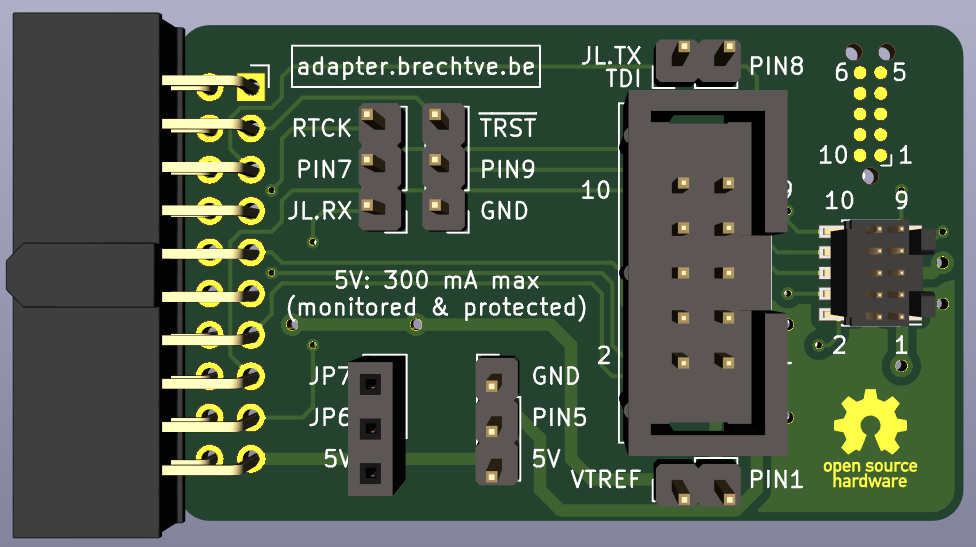 adapter.brechtve.be
JL.TX
TDI
PIN8
6 5
10 1
RTCK
TRST
PIN7
PIN9
JL.RX
GND
10
9
10 9
5V: 300 mA max
(monitored & protected)
2
2 1
JP7
JP6
5V
GND
PIN5
5V
VTREF
PIN1
open source
hardware